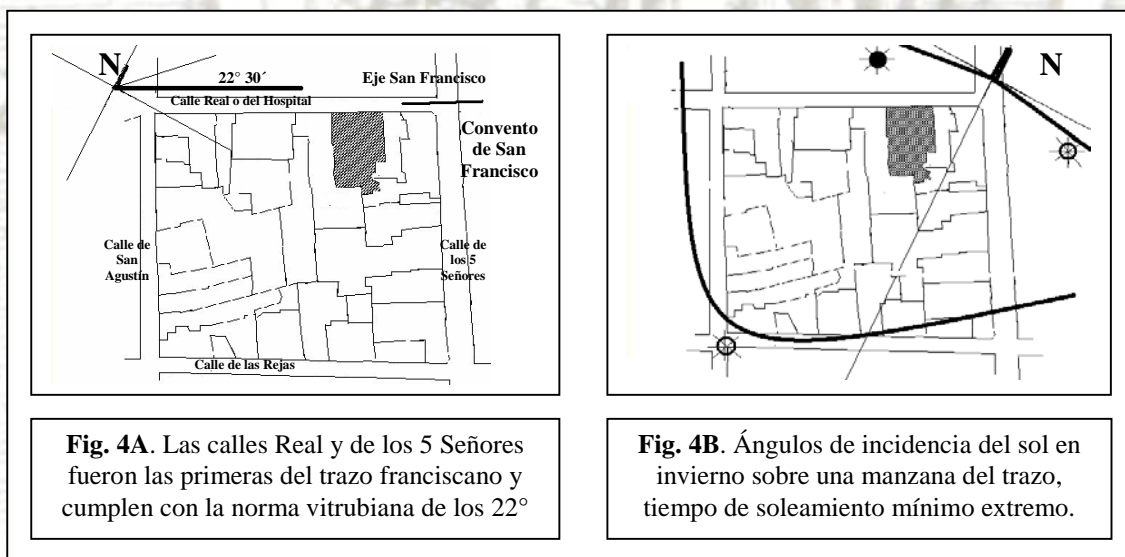 N
22° 30´
Eje San Francisco
Calle Real o del Hospital
Convento
de San
Francisco
Calle de
San
Agustín
Calle de
los 5
Señores
Calle de las Rejas
Fig. 4A. Las calles Real y de los 5 Señores
fueron las primeras del trazo franciscano y
cumplen con la norma vitrubiana de los 22°
N
Fig. 4B. Ángulos de incidencia del sol en
invierno sobre una manzana del trazo,
tiempo de soleamiento mínimo extremo.